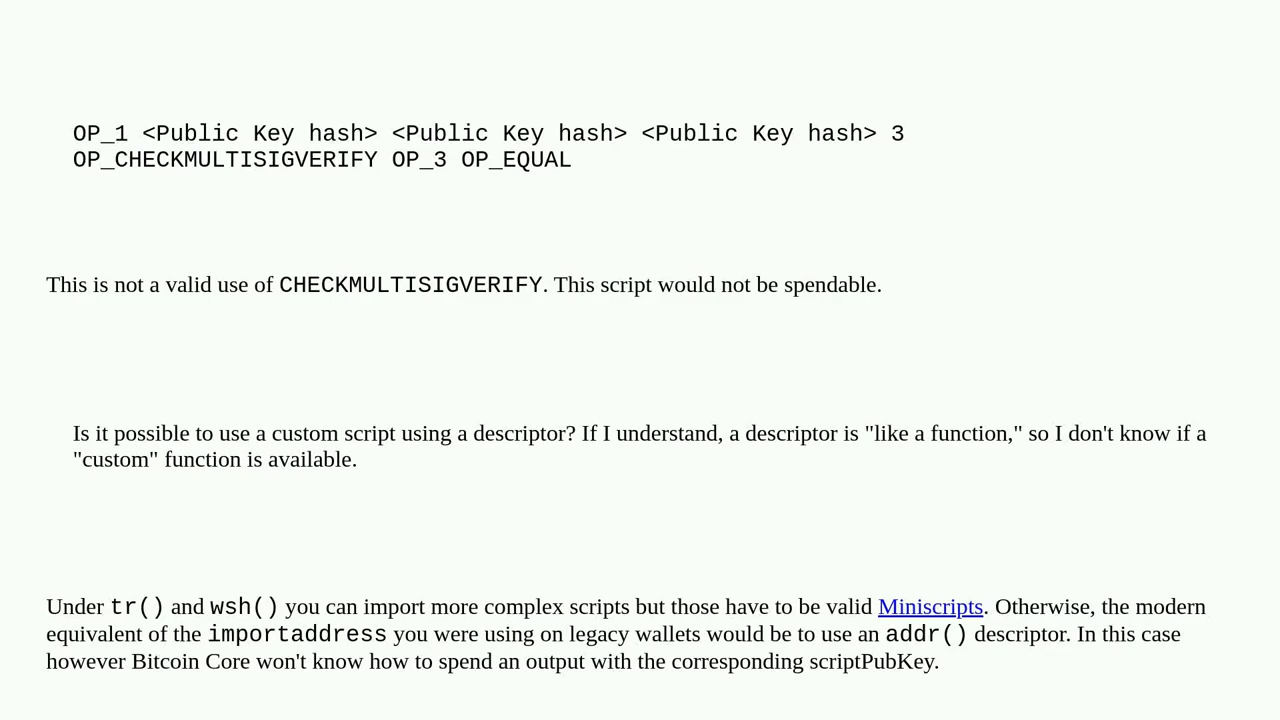 OP_1 <Public Key hash> <Public Key hash> <Public Key hash> 3
OP_CHECKMULTISIGVERIFY OP_3 OP_EQUAL
This is not a valid use of CHECKMULTISIGVERIFY. This script would not be spendable.
Is it possible to use a custom script using a descriptor? If I understand, a descriptor is "like a function," so I don't know if a
"custom" function is available.
Under tr() and wsh() you can import more complex scripts but those have to be valid Miniscripts. Otherwise, the modern
equivalent of the importaddress you were using on legacy wallets would be to use an addr() descriptor. In this case
however Bitcoin Core won't know how to spend an output with the corresponding scriptPubKey.